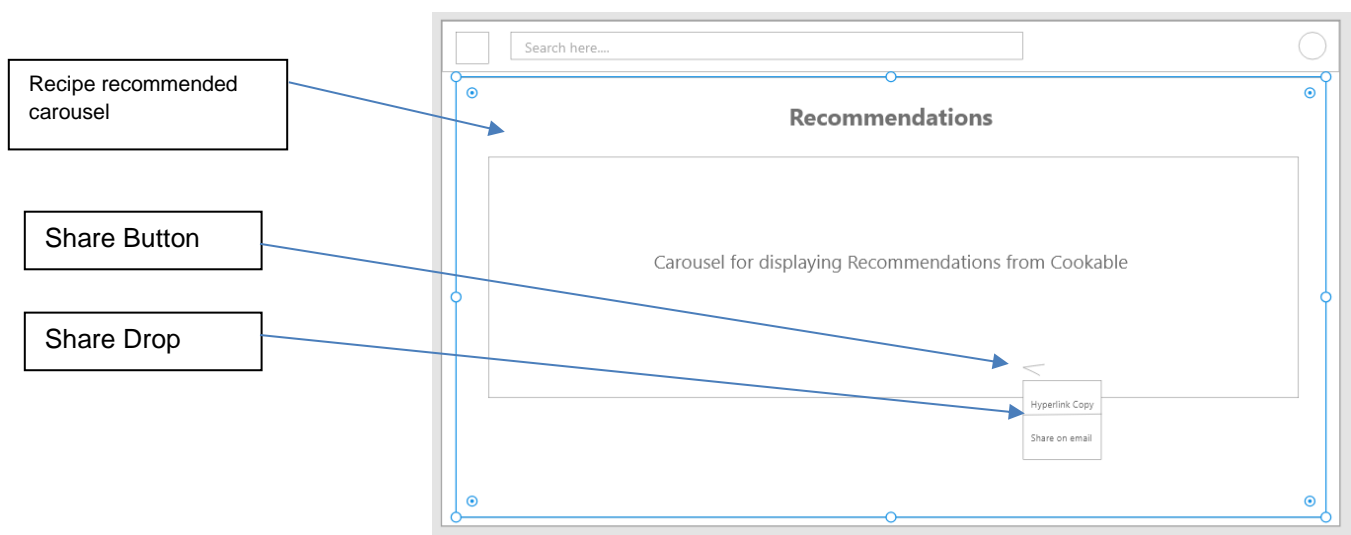 Search here....
Recipe recommended
carousel
Recommendations
Share Button
Carousel for displaying Recommendations from Cookable
Share Drop
Hyperlink Copy
Share on email